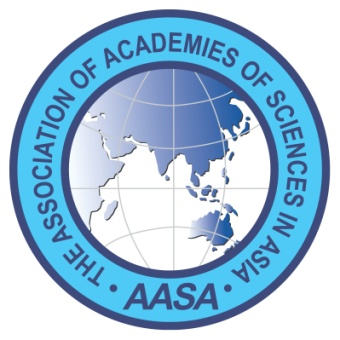 · THE ASSOCIATION OF ACADEMIES OF SCIENCES IN ASIA ·
AASA